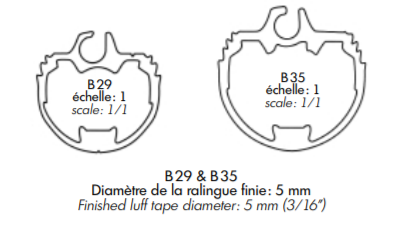 B29
échelle: 1
scale: 1/1
B35
échelle: 1
scale: 1/1
B29 & B35
Diamètre de la ralingue finie: 5 mm
Finished luff tape diameter: 5 mm (3/16")